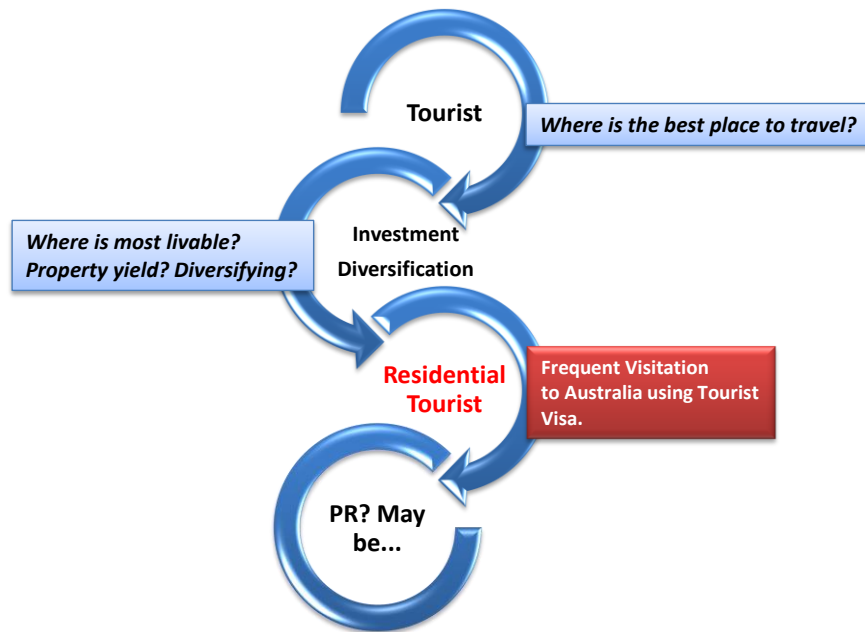 Tourist
Where is the best place to travel?
Investment
Diversification
Where is most livable?
Property yield? Diversifying?
Residential
Tourist
Frequent Visitation
to Australia using Tourist
Visa.
PR? May
be...